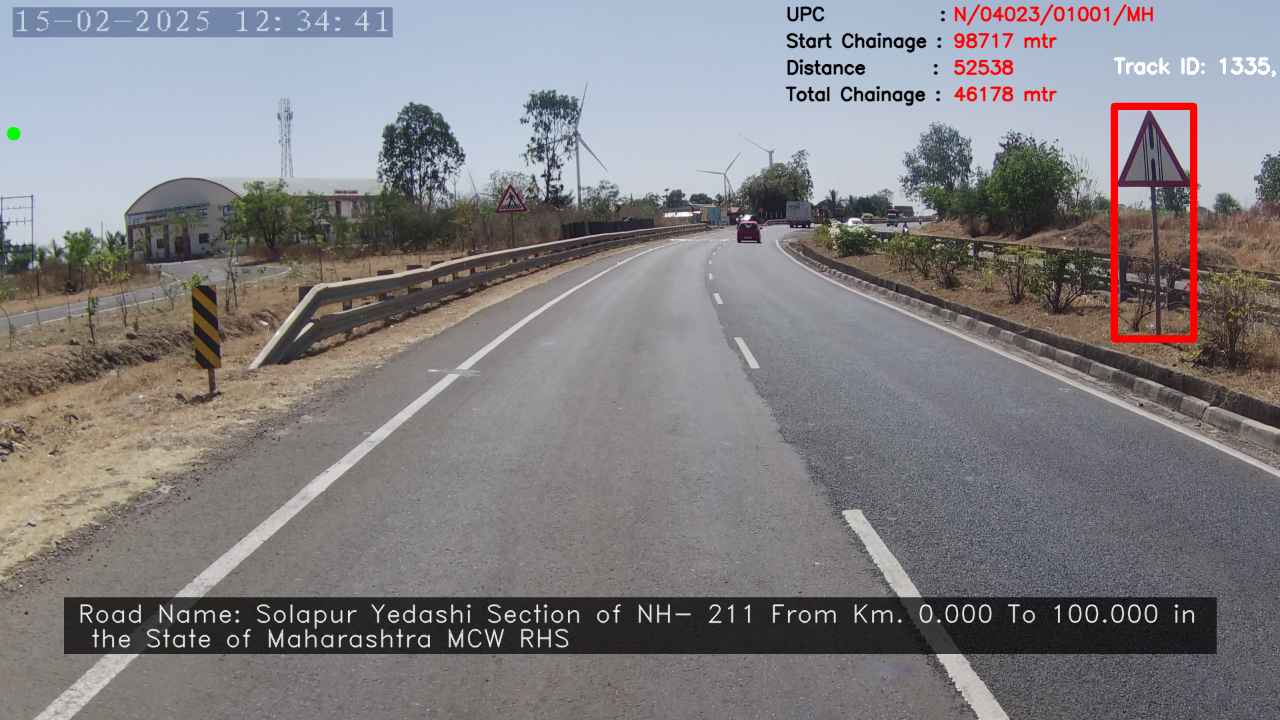 15-02-2025 12:34:41
UPC : N/04023/01001/MH
Start Chainage : 98717 mtr
Distance : 52538
Total Chainage : 46178 mtr
Track ID: 1335,
Road Name: Solapur Yedashi Section of NH- 211 From Km. 0.000 To 100.000 in
the State of Maharashtra MCW RHS